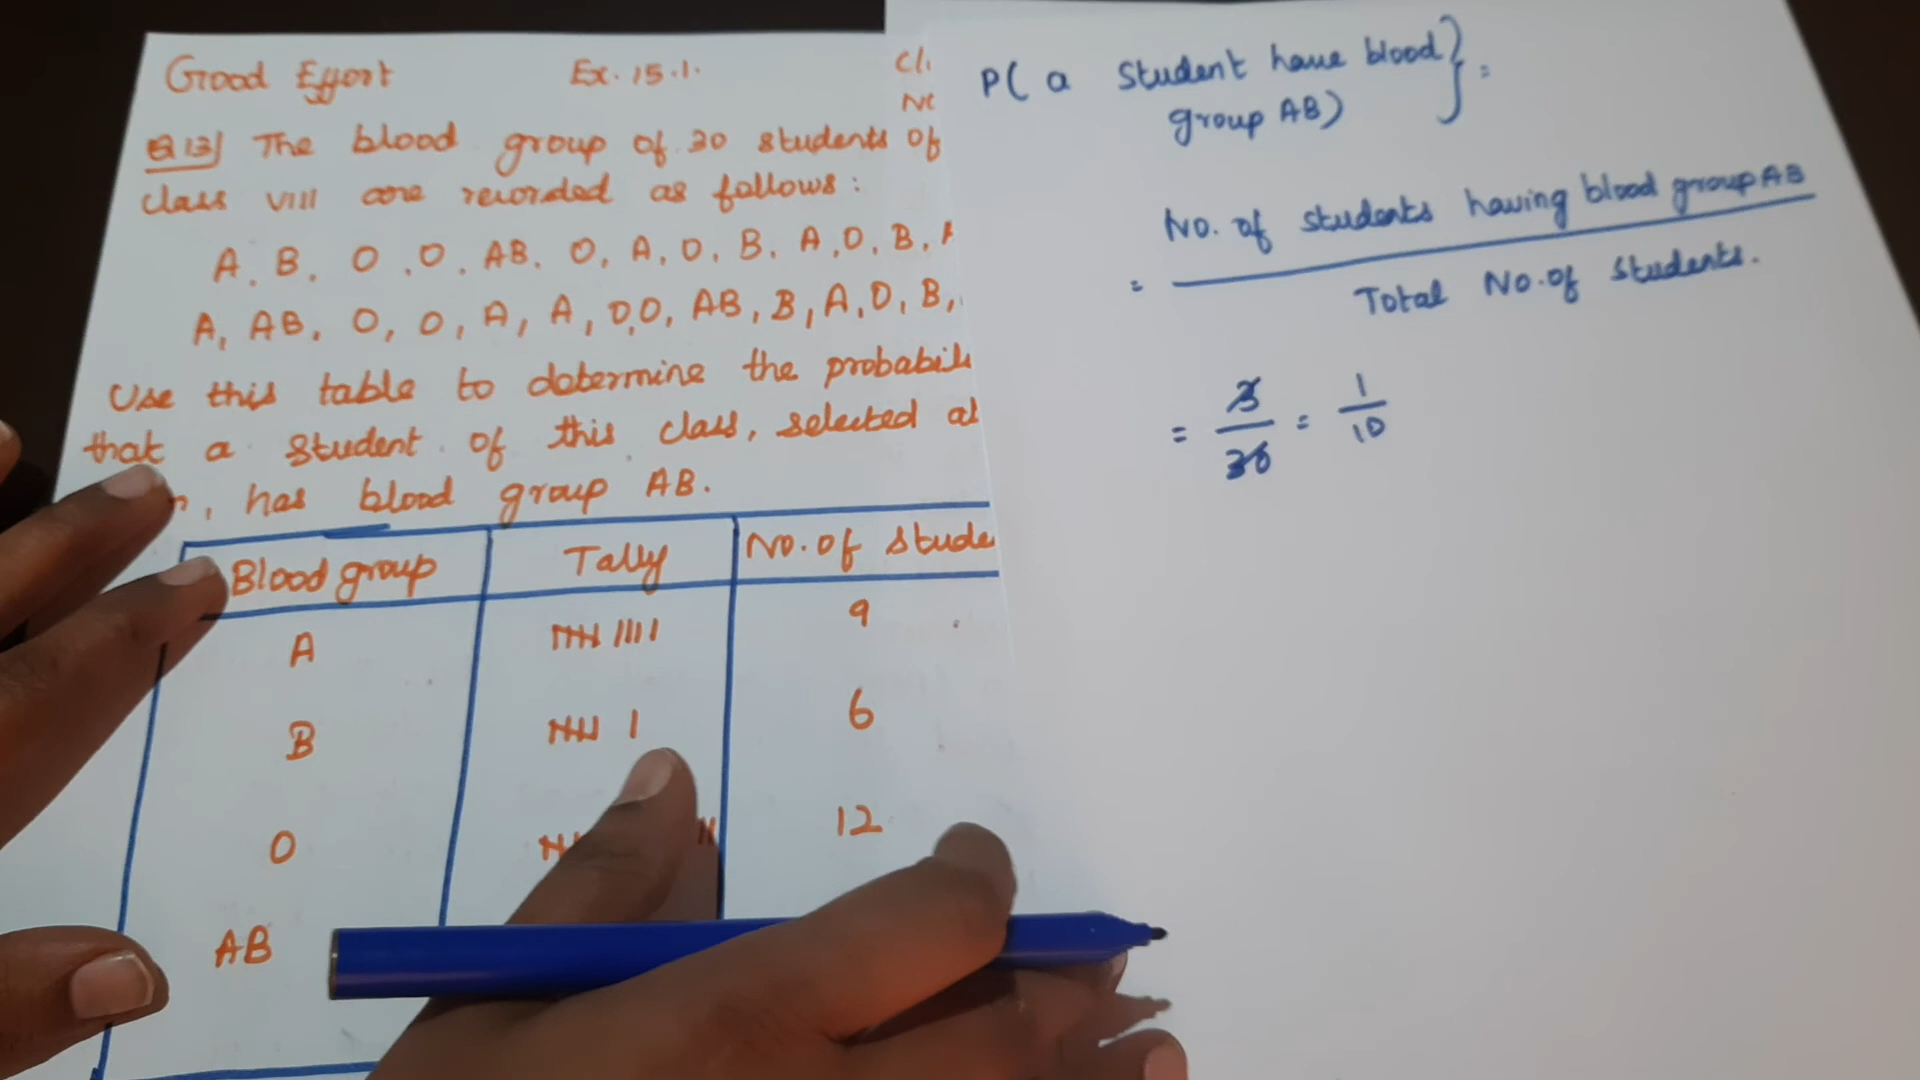 Good Effort Ex. 15.1.
Q 13) The blood group of 30 students of
class VIII are recorded as follows:
A, B, O, O, AB, O, A, O, B, A, O, B,
A, AB, O, O, A, A, O, O, AB, B, A, O, B,
Use this table to determine the
that a student of this class, selected at
, has blood group AB.
Blood group Tally No. of
A 9
B 6
O 12
AB
P( a student have blood } =
group AB)
= No. of students having blood group AB
Total No. of students.
= 3/30 = 1/10